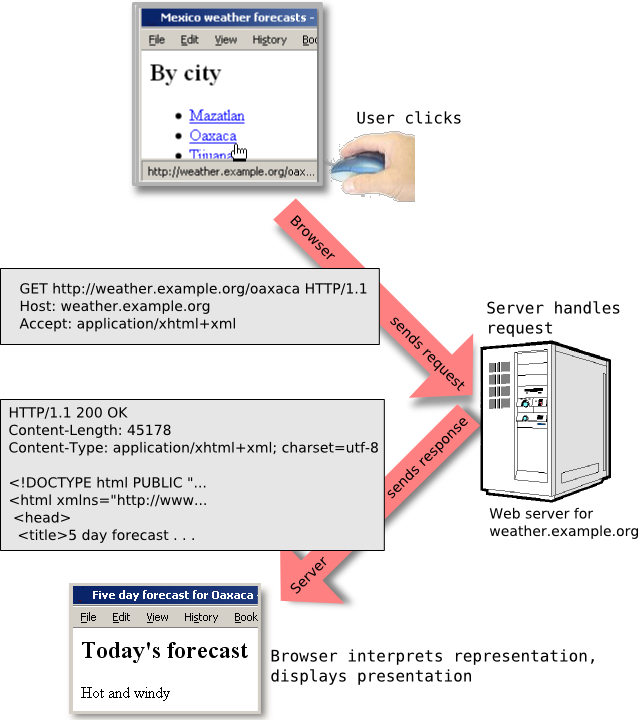 Mexico weather forecasts -
File Edit View History Boo
By city
Mazatlan
Oaxaca
Tijuana
http://weather.example.org/oax...
User clicks
Browser
sends request
GET http://weather.example.org/oaxaca HTTP/1.1
Host: weather.example.org
Accept: application/xhtml+xml
Server handles
request
Web server for
weather.example.org
HTTP/1.1 200 OK
Content-Length: 45178
Content-Type: application/xhtml+xml; charset=utf-8
<!DOCTYPE html PUBLIC "...
<html xmlns="http://www...
<head>
<title>5 day forecast . . .
Server
sends response
Five day forecast for Oaxaca -
File Edit View History Book
Today's forecast
Hot and windy
Browser interprets representation,
displays presentation